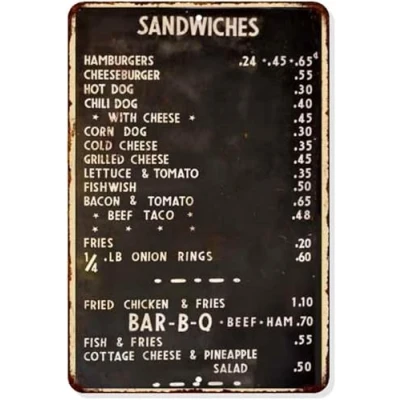 SANDWICHES
HAMBURGERS .24 • .45 • .65¢
CHEESEBURGER .55
HOT DOG .30
CHILI DOG .40
* WITH CHEESE * .45
CORN DOG .30
COLD CHEESE .35
GRILLED CHEESE .45
LETTUCE & TOMATO .35
FISHWISH .50
BACON & TOMATO .65
* BEEF TACO * .48
* * * * *
FRIES .20
1/4 .LB ONION RINGS .60
FRIED CHICKEN & FRIES 1.10
BAR-B-Q • BEEF • HAM .70
FISH & FRIES .55
COTTAGE CHEESE & PINEAPPLE
SALAD .50